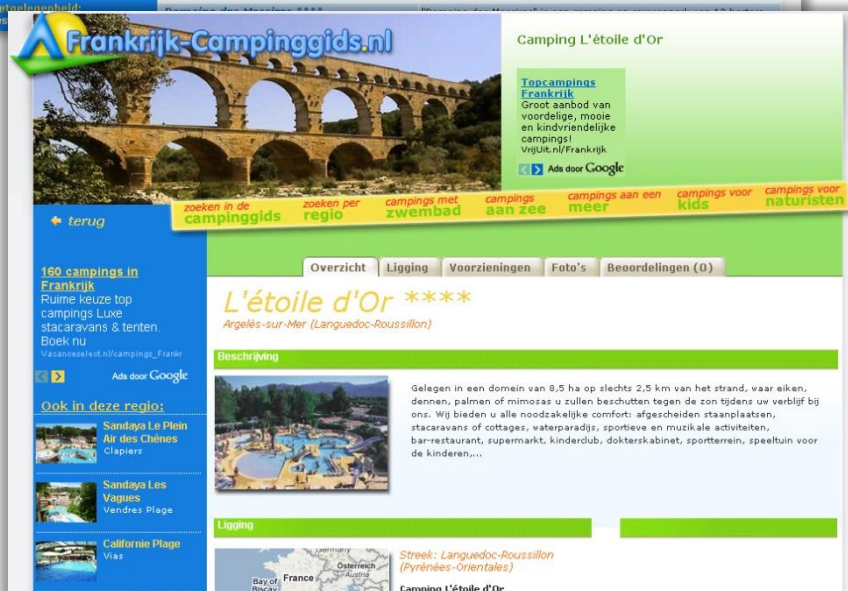 Frankrijk-Campinggids.nl
Camping L'étoile d'Or
Topcampings
Frankrijk
Groot aanbod van
voordelige, mooie
en kindvriendelijke
campings!
VrijUit.nl/Frankrijk
Ads door Google
terug
zoeken in de
campinggids
zoeken per
regio
campings met
zwembad
campings
aan zee
campings aan een
meer
campings voor
kids
campings voor
naturisten
160 campings in
Frankrijk
Ruime keuze top
campings Luxe
stacaravans & tenten.
Boek nu
Vacanceselect.nl/campings_Frankr
Ads door Google
Ook in deze regio:
Sandaya Le Plein
Air des Chênes
Clapiers
Sandaya Les
Vagues
Vendres Plage
Californie Plage
Vias
Overzicht Ligging Voorzieningen Foto's Beoordelingen (0)
L'étoile d'Or ****
Argelès-sur-Mer (Languedoc-Roussillon)
Beschrijving
Gelegen in een domein van 8,5 ha op slechts 2,5 km van het strand, waar eiken,
dennen, palmen of mimosas u zullen beschutten tegen de zon tijdens uw verblijf bij
ons. Wij bieden u alle noodzakelijke comfort: afgescheiden staanplaatsen,
stacaravans of cottages, waterparadijs, sportieve en muzikale activiteiten,
bar-restaurant, supermarkt, kinderclub, dokterskabinet, sportterrein, speeltuin voor
de kinderen,...
Ligging
Germany
Österreich
Austria
France
Bay of
Biscay
Streek: Languedoc-Roussillon
(Pyrénées-Orientales)
Camping L'étoile d'Or